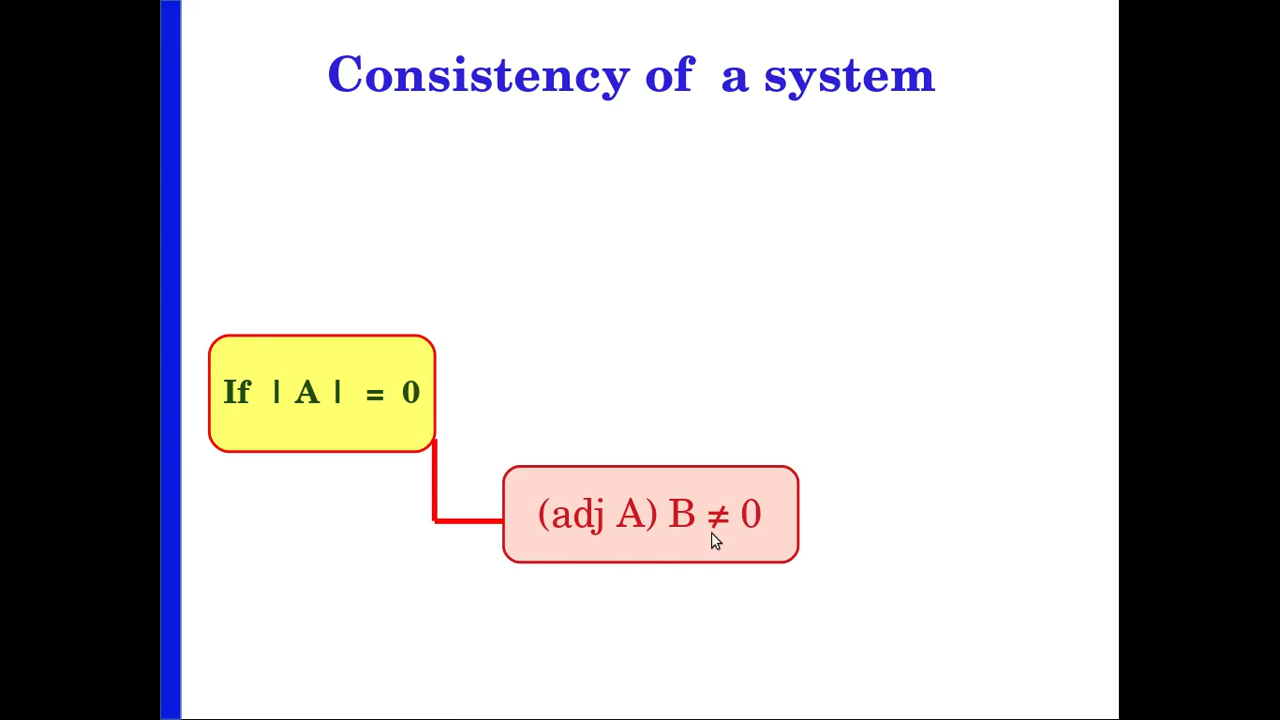 Consistency of a system
If | A | = 0
(adj A) B ≠ 0